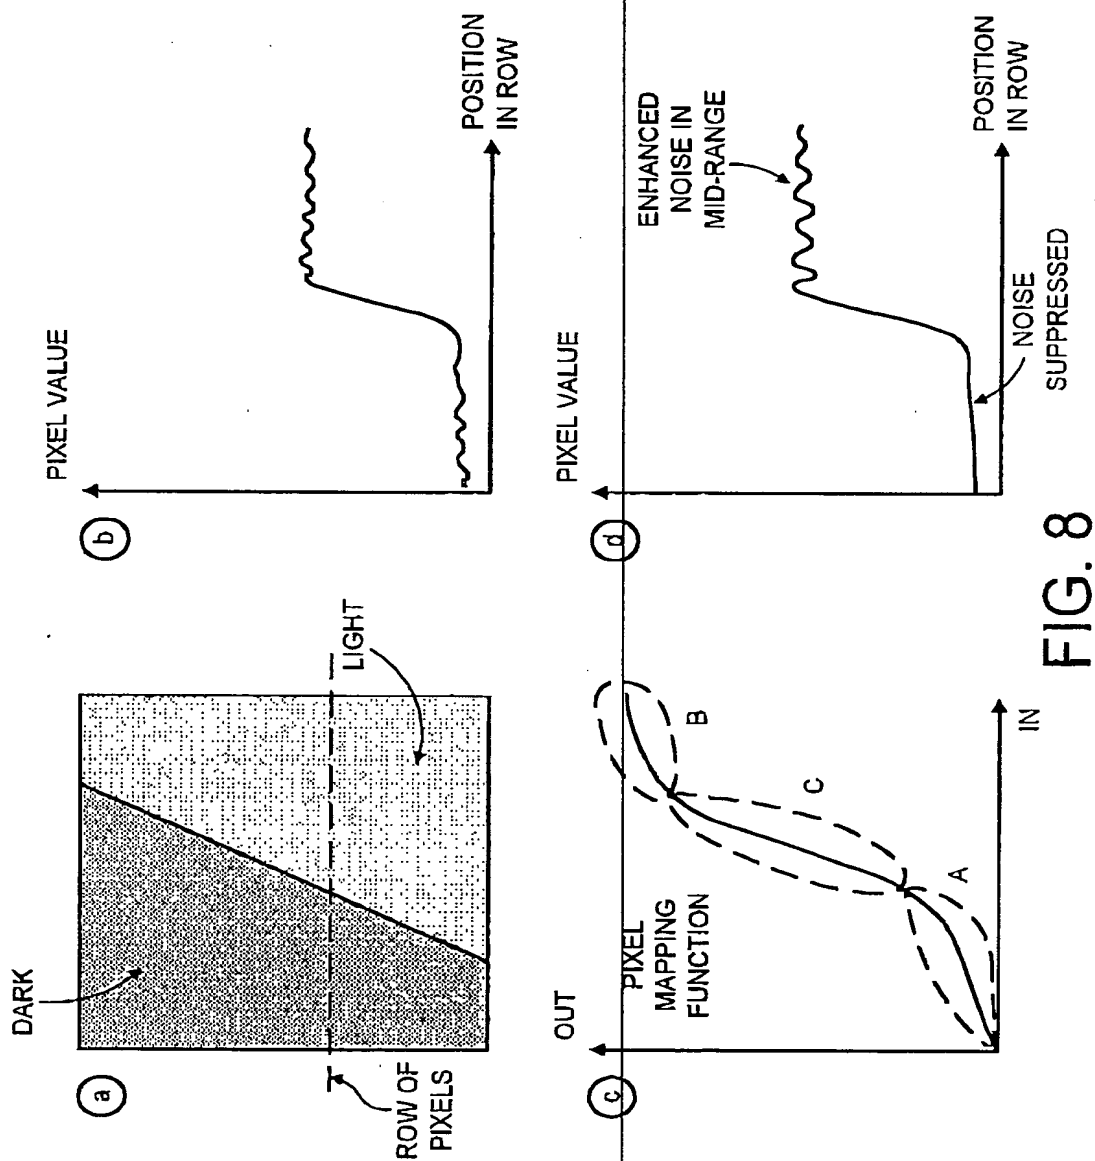 a
DARK
LIGHT
ROW OF
PIXELS
b
PIXEL VALUE
POSITION
IN ROW
c
OUT
PIXEL
MAPPING
FUNCTION
A
B
C
IN
d
PIXEL VALUE
ENHANCED
NOISE IN
MID-RANGE
NOISE
SUPPRESSED
POSITION
IN ROW
FIG. 8